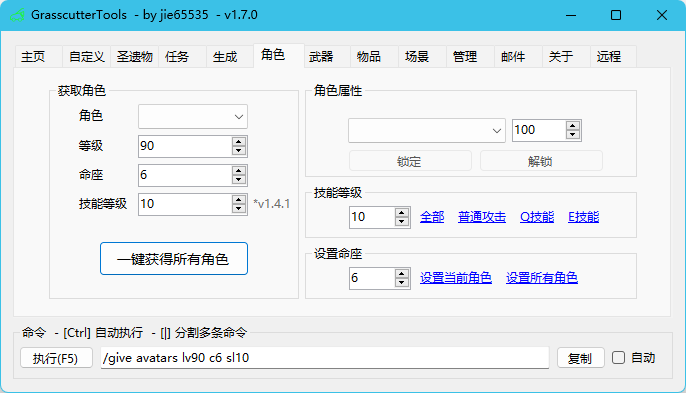 GrasscutterTools - by jie65535 - v1.7.0
主页 自定义 圣遗物 任务 生成 角色 武器 物品 场景 管理 邮件 关于 远程
获取角色
角色
等级 90
命座 6
技能等级 10 *v1.4.1
一键获得所有角色
角色属性
100
锁定 解锁
技能等级
10 全部 普通攻击 Q技能 E技能
设置命座
6 设置当前角色 设置所有角色
命令 - [Ctrl] 自动执行 - [|] 分割多条命令
执行(F5) /give avatars lv90 c6 sl10 复制 自动